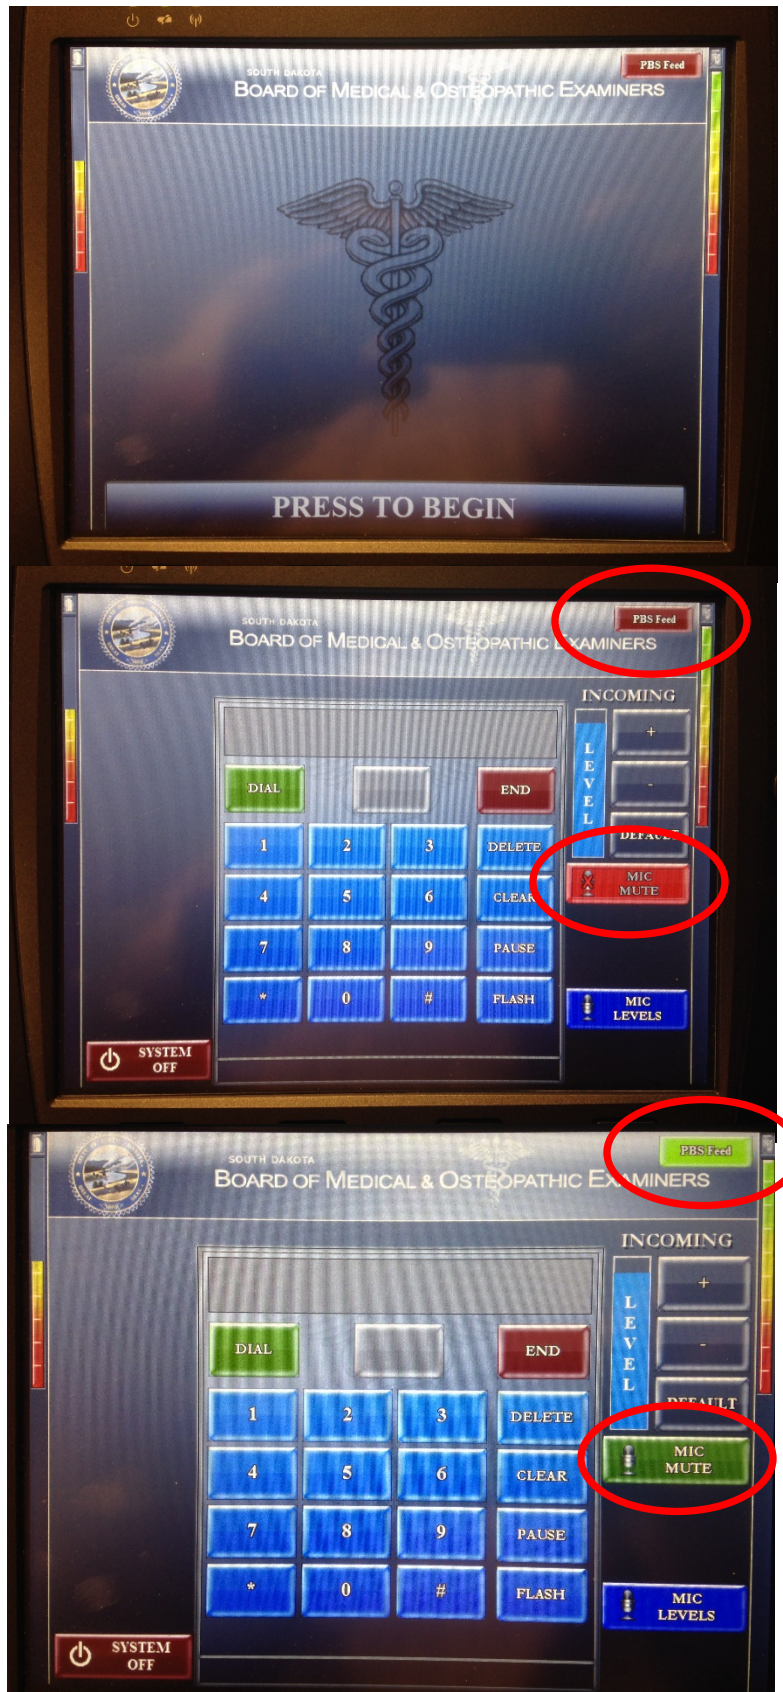 PBS Feed
SOUTH DAKOTA
BOARD OF MEDICAL & OSTEOPATHIC EXAMINERS
PRESS TO BEGIN
PBS Feed
SOUTH DAKOTA
BOARD OF MEDICAL & OSTEOPATHIC EXAMINERS
INCOMING
LEVEL
+
-
DEFAULT
DIAL
END
1 2 3 DELETE
MIC
MUTE
4 5 6 CLEAR
7 8 9 PAUSE
* 0 # FLASH
MIC
LEVELS
SYSTEM
OFF
PBS Feed
SOUTH DAKOTA
BOARD OF MEDICAL & OSTEOPATHIC EXAMINERS
INCOMING
LEVEL
+
-
DEFAULT
DIAL
END
1 2 3 DELETE
MIC
MUTE
4 5 6 CLEAR
7 8 9 PAUSE
* 0 # FLASH
MIC
LEVELS
SYSTEM
OFF